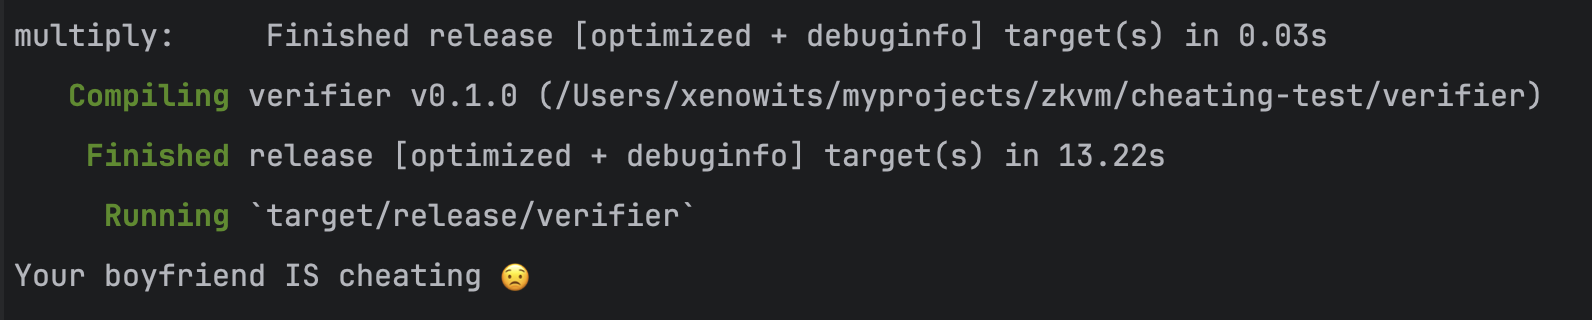 multiply:     Finished release [optimized + debuginfo] target(s) in 0.03s
   Compiling verifier v0.1.0 (/Users/xenowits/myprojects/zkvm/cheating-test/verifier)
    Finished release [optimized + debuginfo] target(s) in 13.22s
     Running `target/release/verifier`
Your boyfriend IS cheating 😟